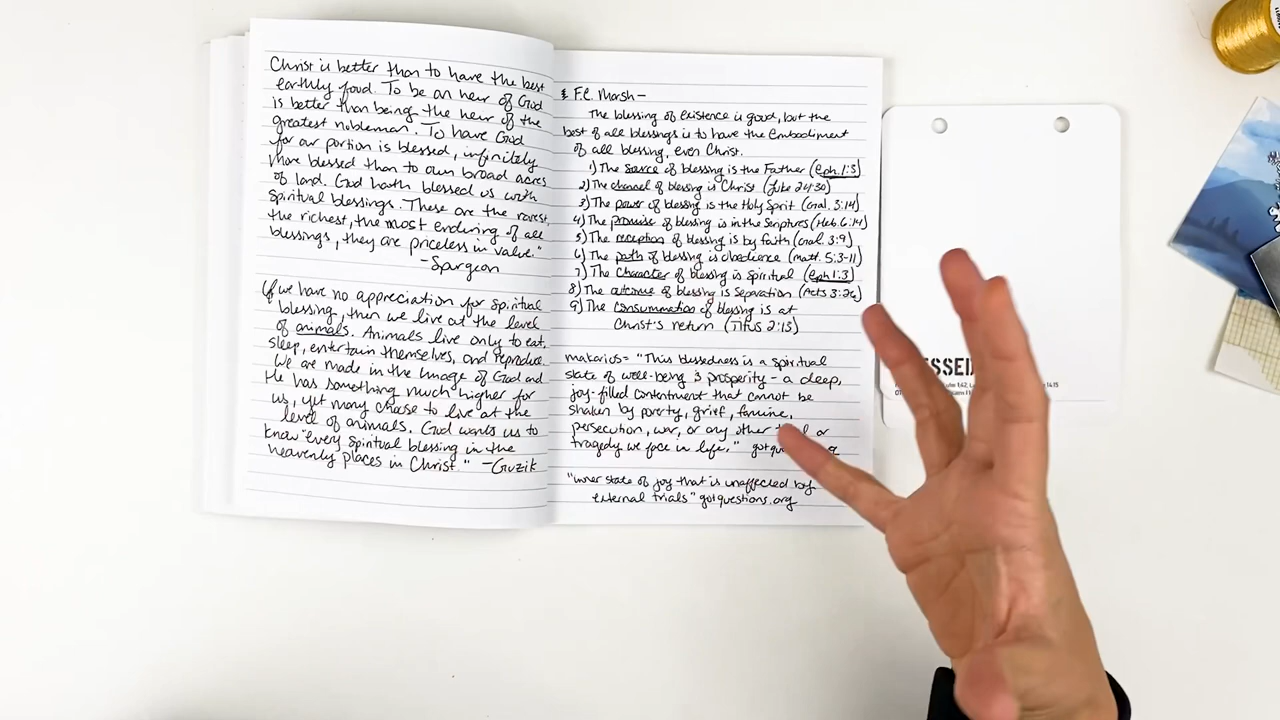 Christ is better than to have the best
earthly food. To be an heir of God
is better than being the heir of the
greatest nobleman. To have God
for our portion is blessed, infinitely
more blessed than to own broad acres
of land. God hath blessed us with
spiritual blessings. These are the rarest,
the richest, the most enduring of all
blessings, they are priceless in value."
-Spurgeon
If we have no appreciation for spiritual
blessing, then we live at the level
of animals. Animals live only to eat,
sleep, entertain themselves, and reproduce.
We are made in the image of God and
He has something much higher for
us, yet many chose to live at the
level of animals. God wants us to
know "every spiritual blessing in the
heavenly places in Christ." -Guzik
F.E. Marsh-
The blessing of existence is good, but the
best of all blessings is to have the Embodiment
of all blessing, even Christ.
1) The source of blessing is the Father (Eph. 1:3)
2) The channel of blessing is Christ (Luke 24:30)
3) The power of blessing is the Holy Spirit (Gal. 3:14)
4) The promise of blessing is in the Scriptures (Heb. 6:14)
5) The reception of blessing is by faith (Gal. 3:9)
6) The path of blessing is obedience (Matt. 5:3-11)
7) The character of blessing is Spiritual (Eph 1:3)
8) The outcome of blessing is Separation (Acts 3:26)
9) The consummation of blessing is at
Christ's return (Titus 2:13)
makarios= "This blessedness is a spiritual
state of well-being & prosperity - a deep,
joy-filled contentment that cannot be
shaken by poverty, grief, famine,
persecution, war, or any other or
tragedy we face in life."
"inner state of joy that is unaffected by
external trials" gotquestions.org
Luke 1:42,
14:15